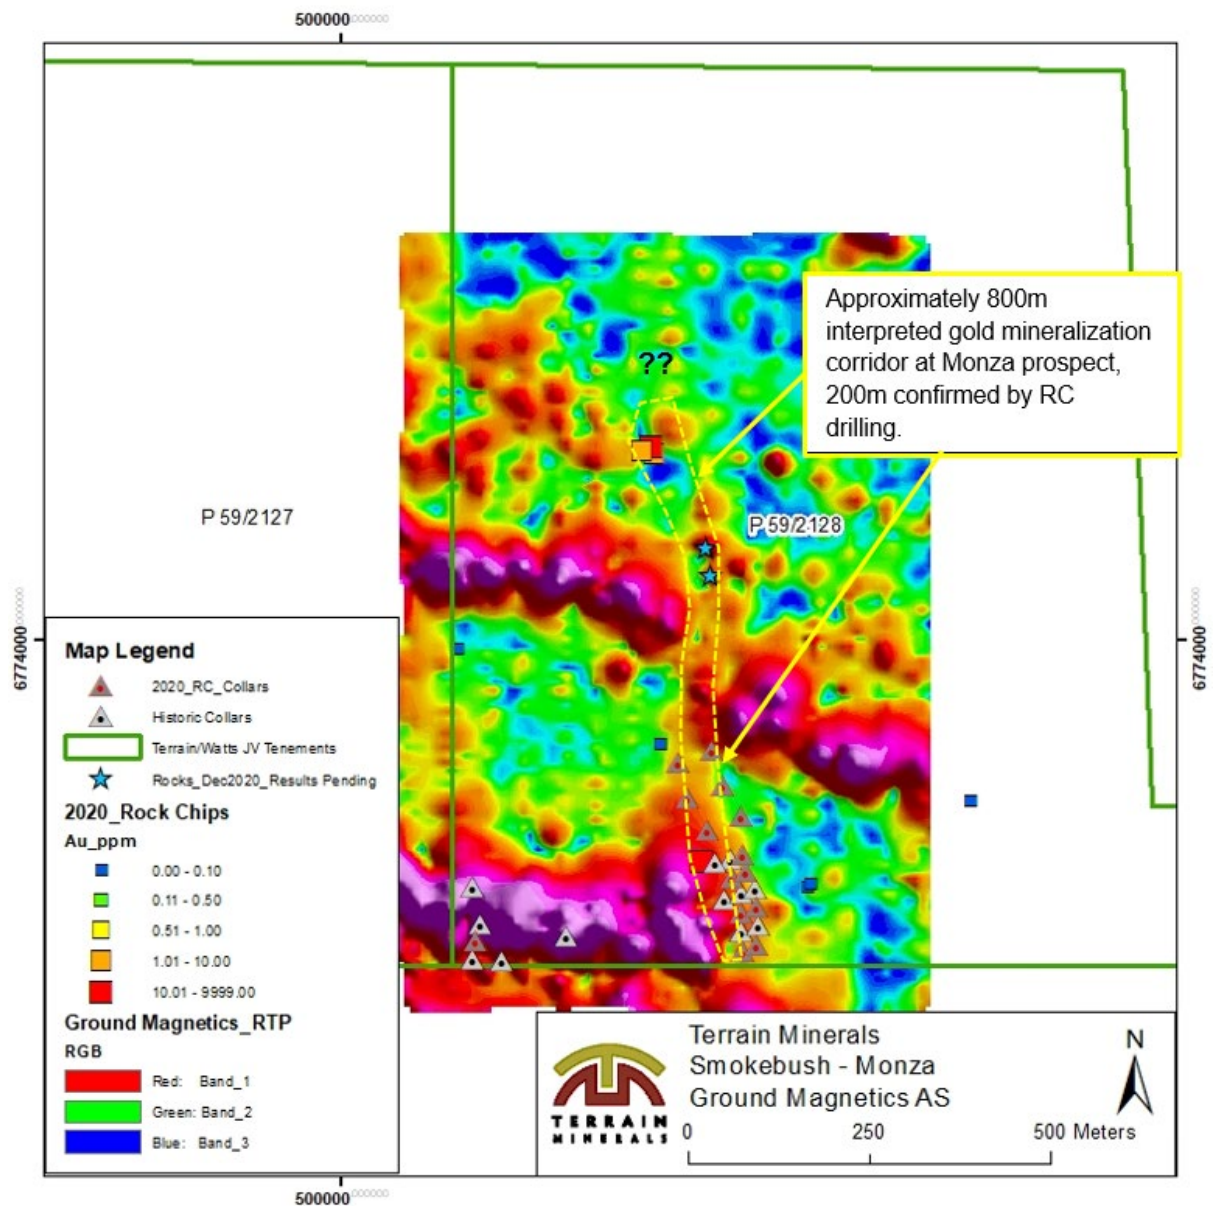 500000 000000
Approximately 800m
interpreted gold mineralization
corridor at Monza prospect,
200m confirmed by RC
drilling.
??
P 59/2127
P 59/2128
6774000 000000
6774000 000000
Map Legend
2020_RC_Collars
Historic Collars
Terrain/Watts JV Tenements
Rocks_Dec2020_Results Pending
2020_Rock Chips
Au_ppm
0.00 - 0.10
0.11 - 0.50
0.51 - 1.00
1.01 - 10.00
10.01 - 9999.00
Ground Magnetics_RTP
RGB
Red: Band_1
Green: Band_2
Blue: Band_3
TERRAIN
MINERALS
Terrain Minerals
Smokebush - Monza
Ground Magnetics AS
N
0 250 500 Meters
500000 000000